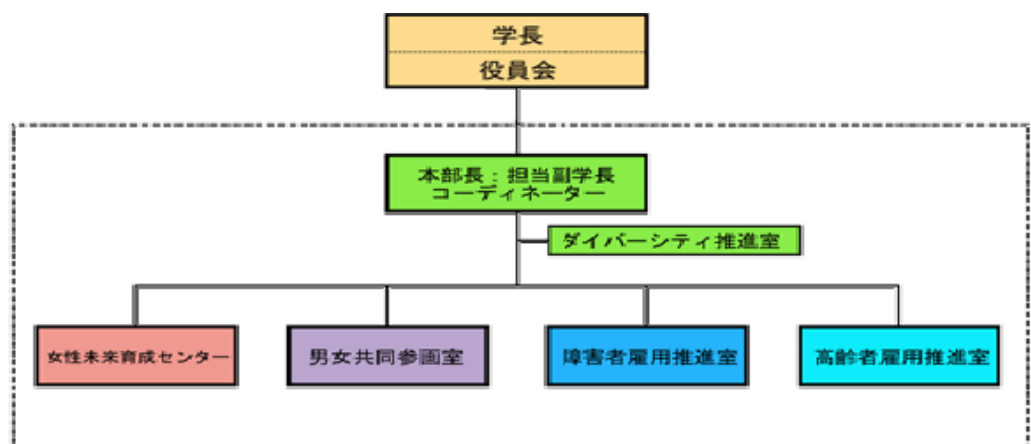 学長
役員会
本部長：担当副学長
コーディネーター
ダイバーシティ推進室
女性未来育成センター
男女共同参画室
障害者雇用推進室
高齢者雇用推進室